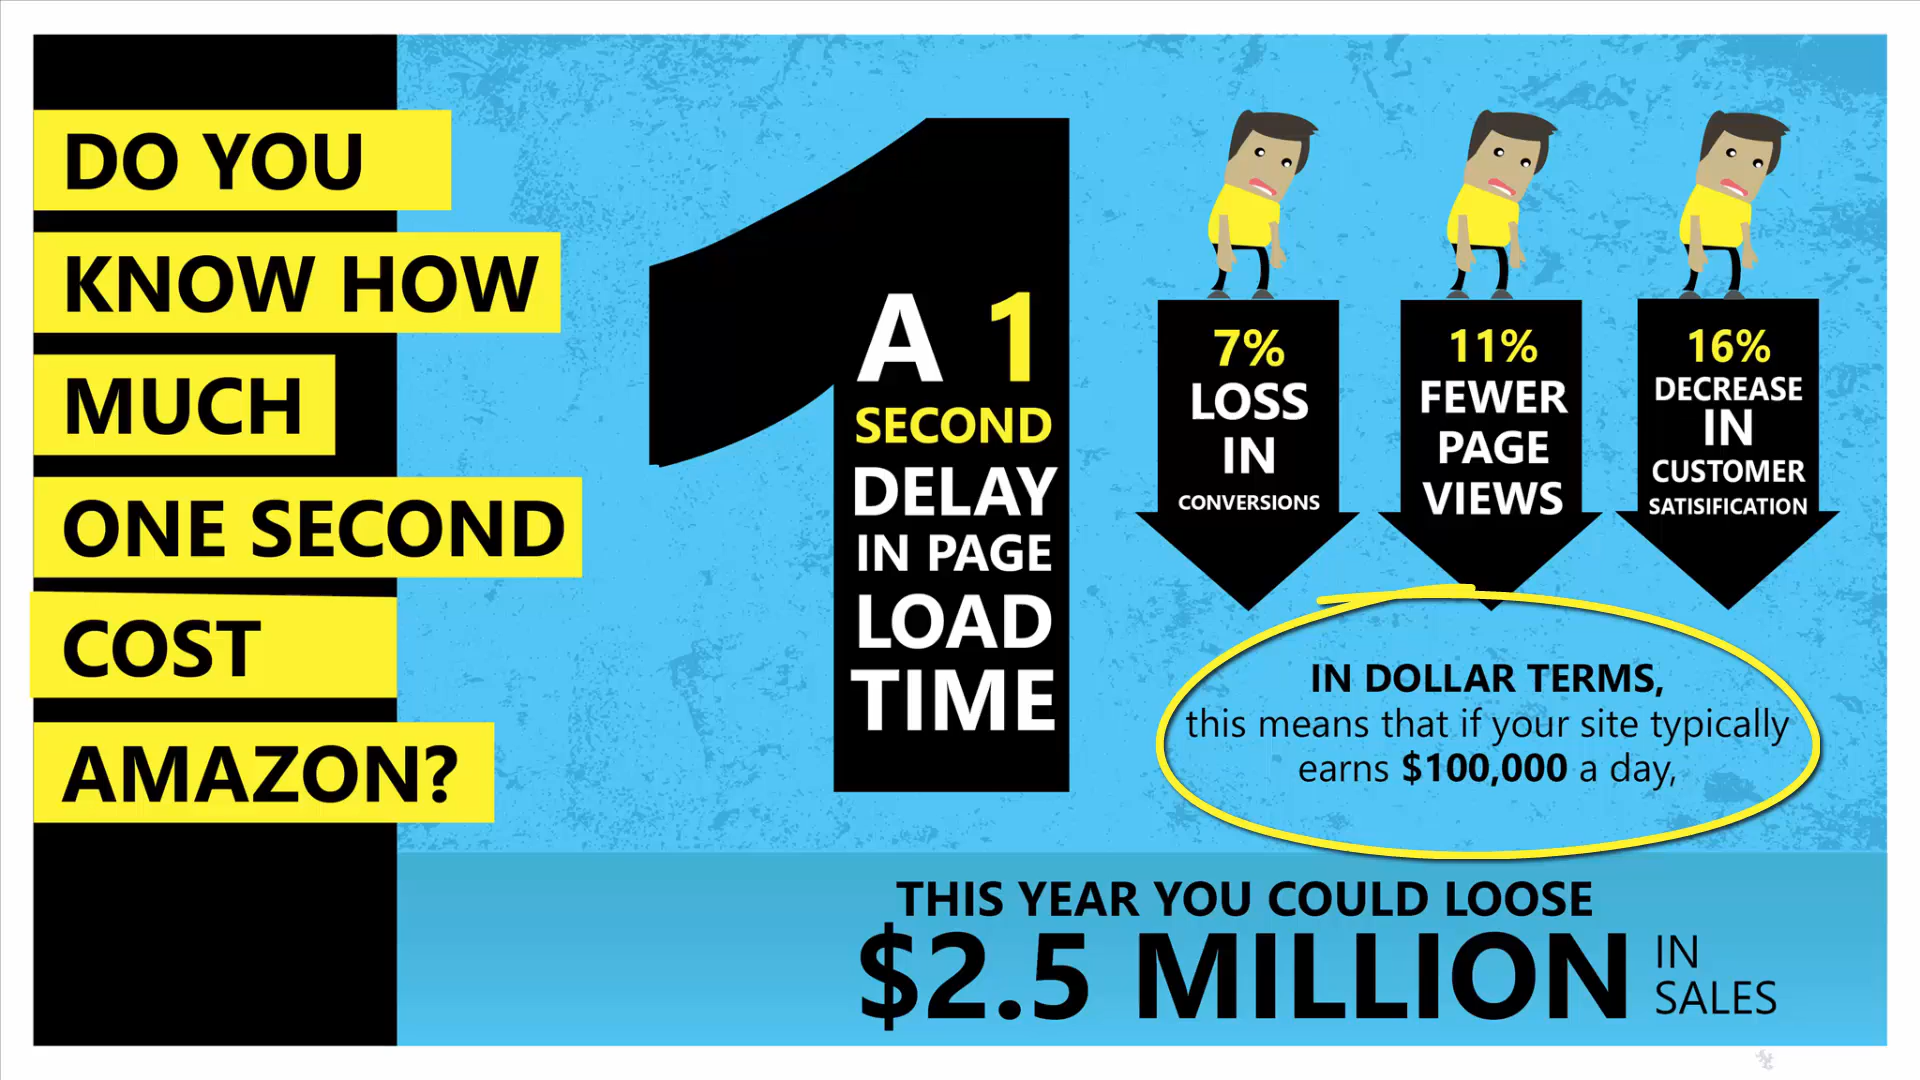 DO YOU
KNOW HOW
MUCH
ONE SECOND
COST
AMAZON?
A 1
SECOND
DELAY
IN PAGE
LOAD
TIME
7%
LOSS
IN
CONVERSIONS
11%
FEWER
PAGE
VIEWS
16%
DECREASE
IN
CUSTOMER
SATISIFICATION
IN DOLLAR TERMS,
this means that if your site typically
earns $100,000 a day,
THIS YEAR YOU COULD LOOSE
$2.5 MILLION
IN
SALES